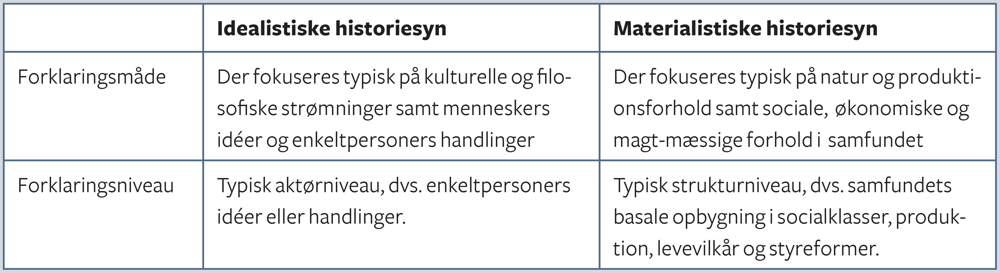 Idealistiske historiesyn
Materialistiske historiesyn
Forklaringsmåde
Der fokuseres typisk på kulturelle og filo-
sofiske strømninger samt menneskers
idéer og enkeltpersoners handlinger
Der fokuseres typisk på natur og produkti-
onsforhold samt sociale, økonomiske og
magt-mæssige forhold i samfundet
Forklaringsniveau
Typisk aktørniveau, dvs. enkeltpersoners
idéer eller handlinger.
Typisk strukturniveau, dvs. samfundets
basale opbygning i socialklasser, produk-
tion, levevilkår og styreformer.